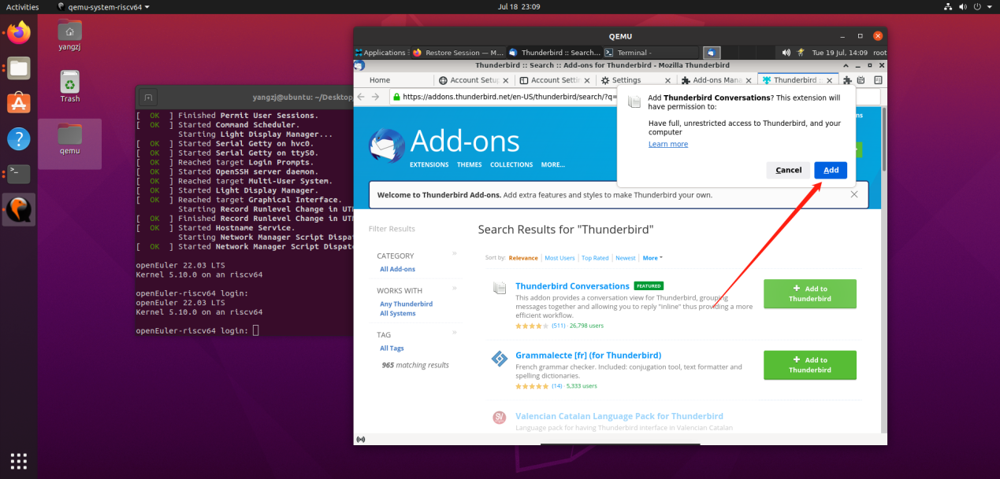 Activities
qemu-system-riscv64
Jul 18 23:09
yangzj
Trash
qemu
yangzj@ubuntu: ~/Desktop
[ OK ] Finished Permit User Sessions.
[ OK ] Started Command Scheduler.
Starting Light Display Manager...
[ OK ] Started Serial Getty on hvc0.
[ OK ] Started Serial Getty on ttyS0.
[ OK ] Reached target Login Prompts.
[ OK ] Started OpenSSH server daemon.
[ OK ] Reached target Multi-User System.
[ OK ] Started Light Display Manager.
[ OK ] Reached target Graphical Interface.
Starting Record Runlevel Change in UT
[ OK ] Finished Record Runlevel Change in UT
[ OK ] Started Hostname Service.
Starting Network Manager Script Dispat
[ OK ] Started Network Manager Script Dispat
openEuler 22.03 LTS
Kernel 5.10.0 on an riscv64
openEuler-riscv64 login:
openEuler 22.03 LTS
Kernel 5.10.0 on an riscv64
openEuler-riscv64 login:
QEMU
Applications
Restore Session — M...
Thunderbird :: Search...
Terminal -
Tue 19 Jul, 14:09
root
Thunderbird :: Search :: Add-ons for Thunderbird - Mozilla Thunderbird
Home
Account Setu
Account Settin
Settings
Add-ons Mana
Thunderbird ::
https://addons.thunderbird.net/en-US/thunderbird/search/?q=
Add Thunderbird Conversations? This extension will
have permission to:
Have full, unrestricted access to Thunderbird, and your
computer
Learn more
Cancel
Add
ns
Add-ons
EXTENSIONS
THEMES
COLLECTIONS
MORE...
Welcome to Thunderbird Add-ons. Add extra features and styles to make Thunderbird your own.
Filter Results
CATEGORY
»
All Add-ons
WORKS WITH
»
Any Thunderbird
All Systems
TAG
»
All Tags
965 matching results
Search Results for "Thunderbird"
Sort by: Relevance
Most Users
Top Rated
Newest
More
Thunderbird Conversations FEATURED
This addon provides a conversation view for Thunderbird, grouping
messages together and allowing you to reply "inline" thus providing a more
efficient workflow.
(511) · 26,798 users
+ Add to
Thunderbird
Grammalecte [fr] (for Thunderbird)
French grammar checker. Included: conjugation tool, text formatter and
spelling dictionaries.
(14) · 5,333 users
+ Add to
Thunderbird
Valencian Catalan Language Pack for Thunderbird
Language pack for having Thunderbird interface in Valencian Catalan